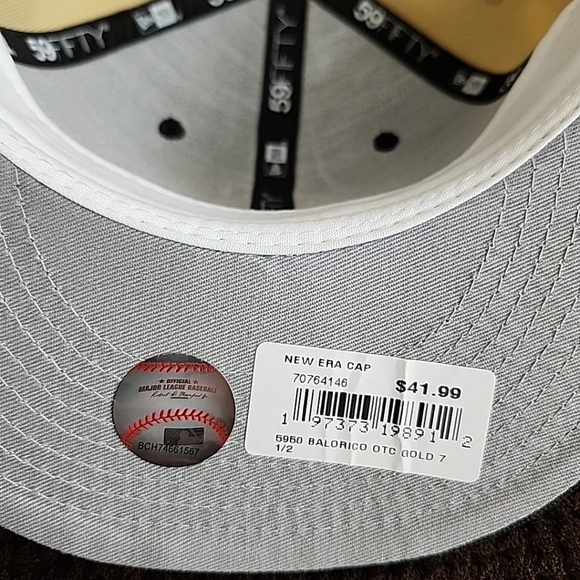 59FIFTY
59FIFTY
59FIFTY
NEW ERA CAP
70764146
$41.99
1 97373 19891 2
5950 BALORICO OTC GOLD 7
1/2
OFFICIAL
MAJOR LEAGUE BASEBALL
BCH74661567